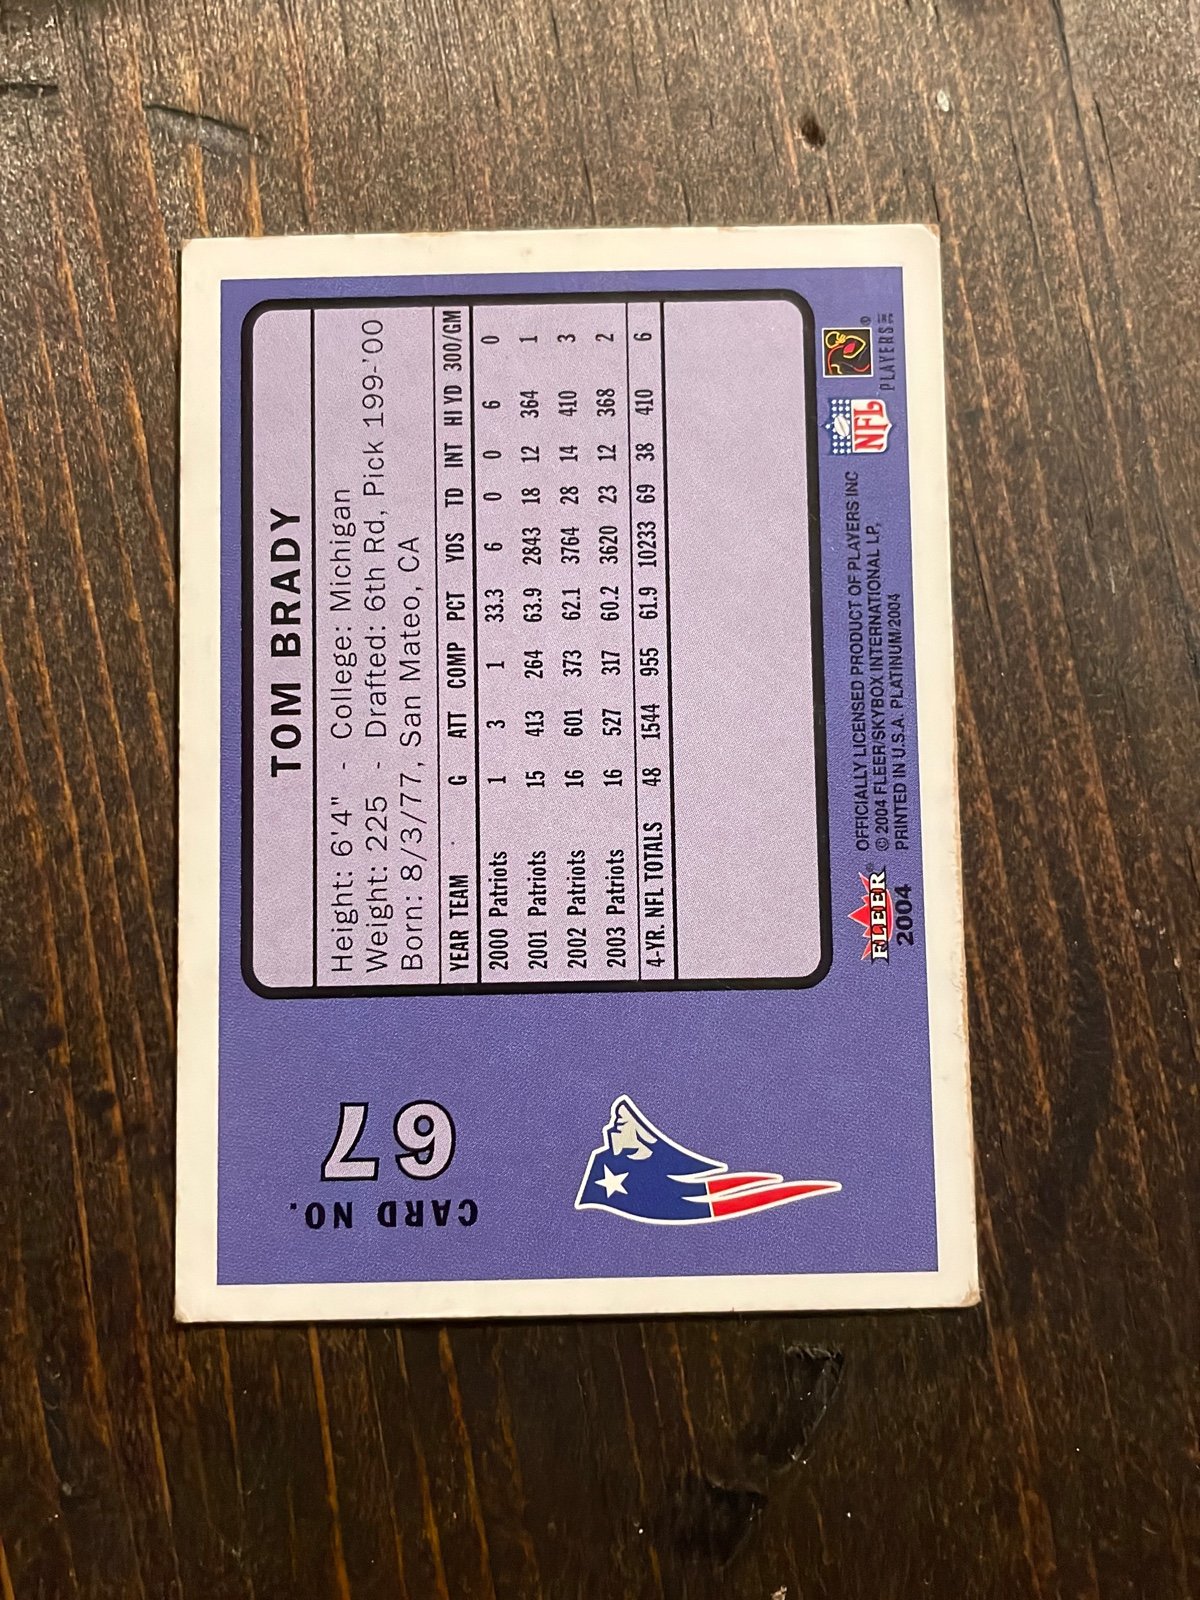 TOM BRADY
Height: 6'4" - College: Michigan
Weight: 225 - Drafted: 6th Rd, Pick 199-'00
Born: 8/3/77, San Mateo, CA
YEAR TEAM G ATT COMP PCT YDS TD INT HI YD 300/GM
2000 Patriots 1 3 1 33.3 6 0 0 6 0
2001 Patriots 15 413 264 63.9 2843 18 12 364 1
2002 Patriots 16 601 373 62.1 3764 28 14 410 3
2003 Patriots 16 527 317 60.2 3620 23 12 368 2
4-YR. NFL TOTALS 48 1544 955 61.9 10233 69 38 410 6
CARD NO.
67
FLEER®
2004
OFFICIALLY LICENSED PRODUCT OF PLAYERS INC
© 2004 FLEER/SKYBOX INTERNATIONAL LP,
PRINTED IN U.S.A. PLATINUM/2004
NFL
PLAYERS INC